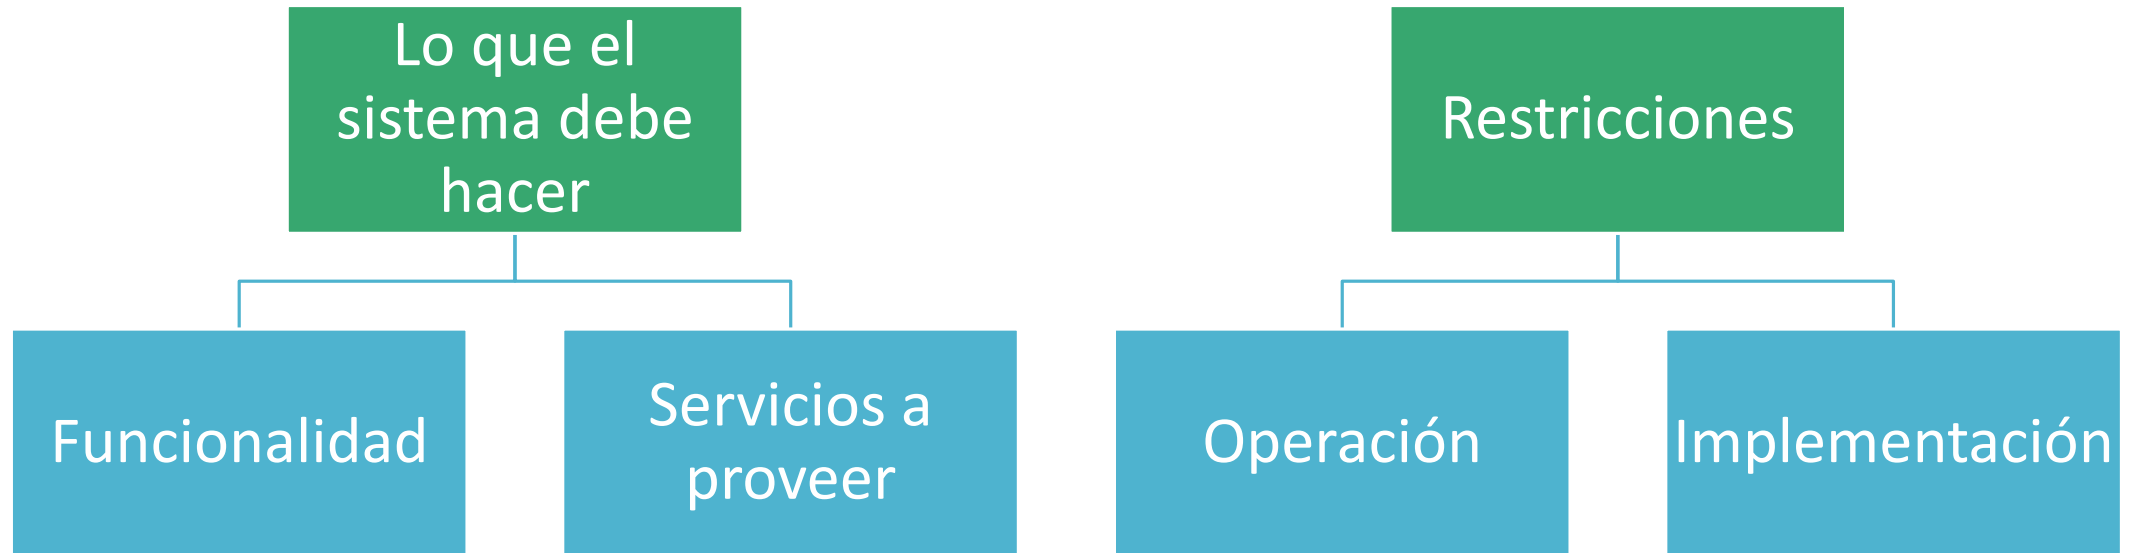 Lo que el
sistema debe
hacer
Restricciones
Funcionalidad
Servicios a
proveer
Operación
Implementación